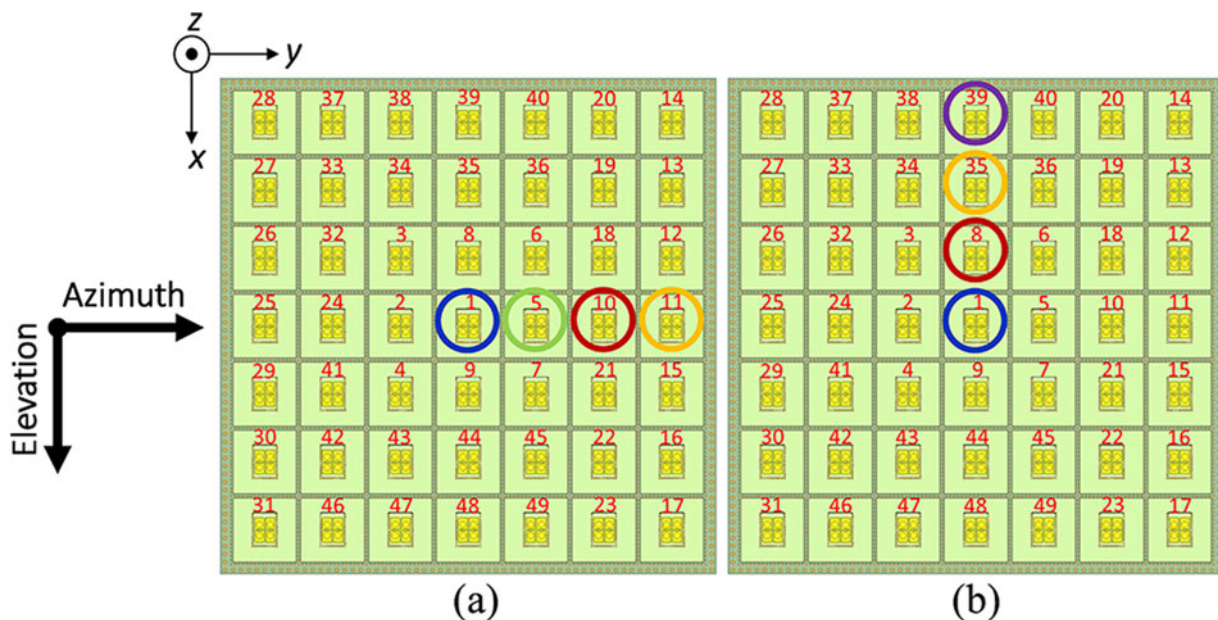 z
y
x
28 37 38 39 40 20 14 28 37 38 39 40 20 14
27 33 34 35 36 19 13 27 33 34 35 36 19 13
26 32 3 8 6 18 12 26 32 3 8 6 18 12
Azimuth
25 24 2 1 5 10 11 25 24 2 1 5 10 11
Elevation
29 41 4 9 7 21 15 29 41 4 9 7 21 15
30 42 43 44 45 22 16 30 42 43 44 45 22 16
31 46 47 48 49 23 17 31 46 47 48 49 23 17
(a) (b)